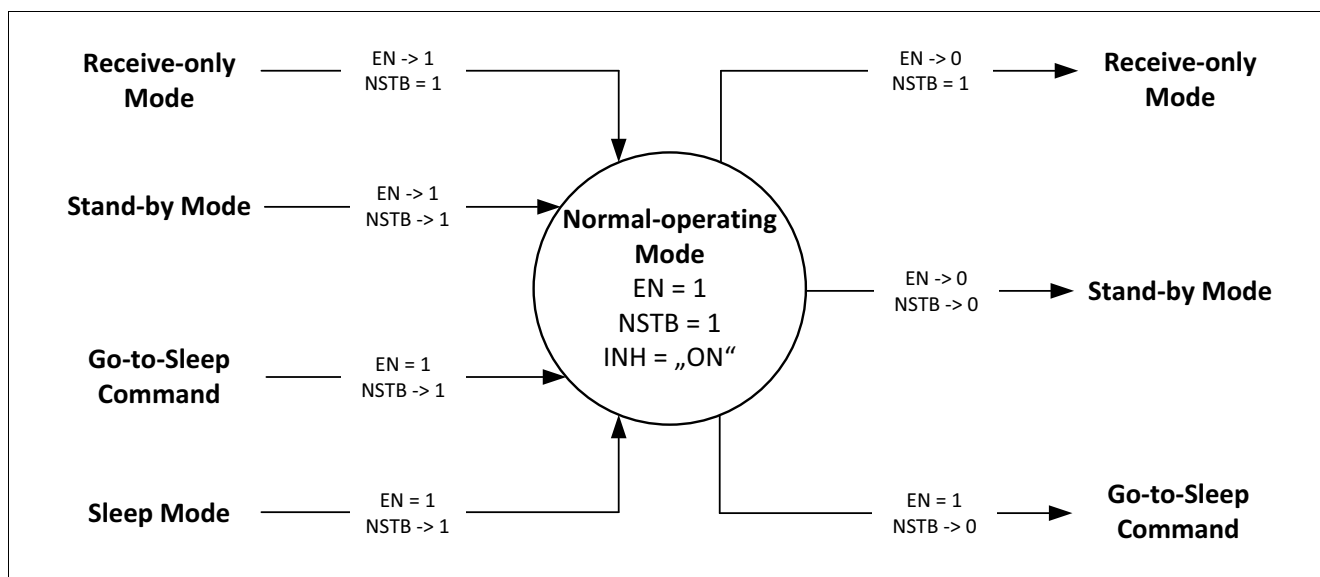 Receive-only
Mode
EN -> 1
NSTB = 1
Stand-by Mode
EN -> 1
NSTB -> 1
Go-to-Sleep
Command
EN = 1
NSTB -> 1
Sleep Mode
EN = 1
NSTB -> 1
Normal-operating
Mode
EN = 1
NSTB = 1
INH = „ON“
EN -> 0
NSTB = 1
Receive-only
Mode
EN -> 0
NSTB -> 0
Stand-by Mode
EN = 1
NSTB -> 0
Go-to-Sleep
Command